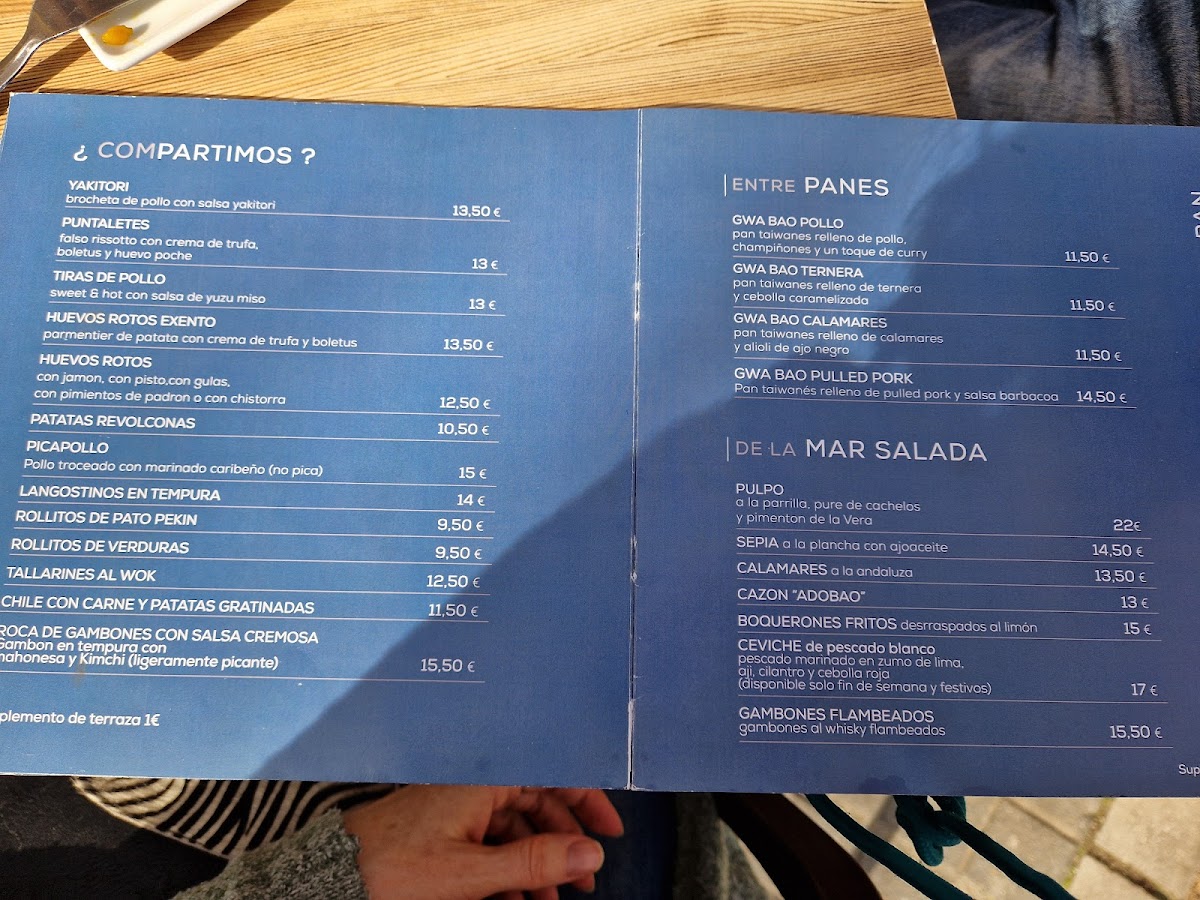 ¿ COMPARTIMOS ?
YAKITORI
brocheta de pollo con salsa yakitori 13,50 €
PUNTALETES
falso rissotto con crema de trufa,
boletus y huevo poche 13 €
TIRAS DE POLLO
sweet & hot con salsa de yuzu miso 13 €
HUEVOS ROTOS EXENTO
parmentier de patata con crema de trufa y boletus 13,50 €
HUEVOS ROTOS
con jamon, con pisto,con gulas,
con pimientos de padron o con chistorra 12,50 €
PATATAS REVOLCONAS 10,50 €
PICAPOLLO
Pollo troceado con marinado caribeño (no pica) 15 €
LANGOSTINOS EN TEMPURA 14 €
ROLLITOS DE PATO PEKIN 9,50 €
ROLLITOS DE VERDURAS 9,50 €
TALLARINES AL WOK 12,50 €
CHILE CON CARNE Y PATATAS GRATINADAS 11,50 €
ROCA DE GAMBONES CON SALSA CREMOSA
Gambon en tempura con
mahonesa y Kimchi (ligeramente picante) 15,50 €
plemento de terraza 1€
ENTRE PANES
GWA BAO POLLO
pan taiwanes relleno de pollo,
champiñones y un toque de curry 11,50 €
GWA BAO TERNERA
pan taiwanes relleno de ternera
y cebolla caramelizada 11,50 €
GWA BAO CALAMARES
pan taiwanes relleno de calamares
y alioli de ajo negro 11,50 €
GWA BAO PULLED PORK
Pan taiwanés relleno de pulled pork y salsa barbacoa 14,50 €
DE LA MAR SALADA
PULPO
a la parrilla, pure de cachelos
y pimenton de la Vera 22€
SEPIA a la plancha con ajoaceite 14,50 €
CALAMARES a la andaluza 13,50 €
CAZON "ADOBAO" 13 €
BOQUERONES FRITOS desrraspados al limón 15 €
CEVICHE de pescado blanco
pescado marinado en zumo de lima,
aji, cilantro y cebolla roja
(disponible solo fin de semana y festivos) 17 €
GAMBONES FLAMBEADOS
gambones al whisky flambeados 15,50 €
Sup